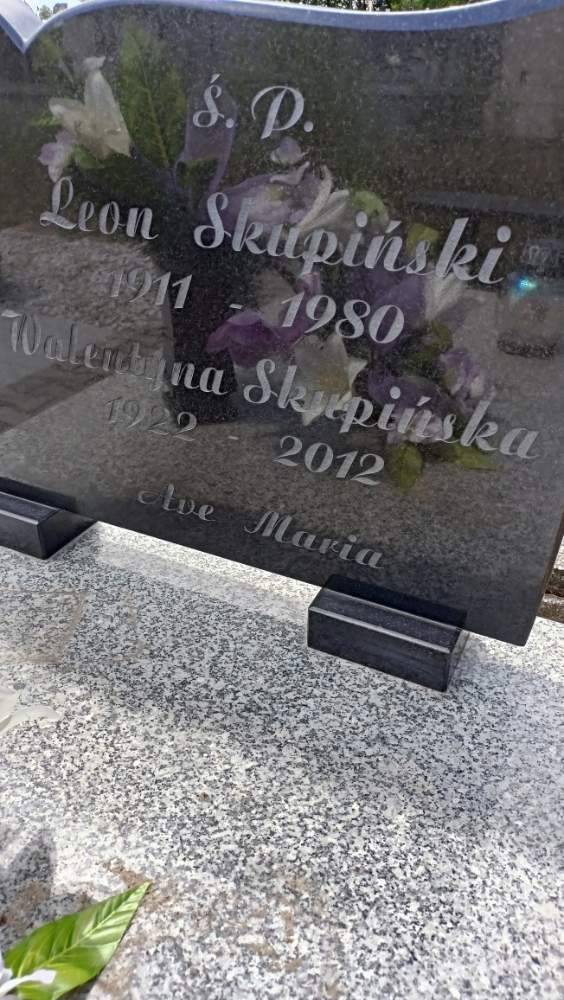 Ś. P.
Leon Skupiński
1911 - 1980
Walentyna Skupińska
1922 - 2012
Ave Maria